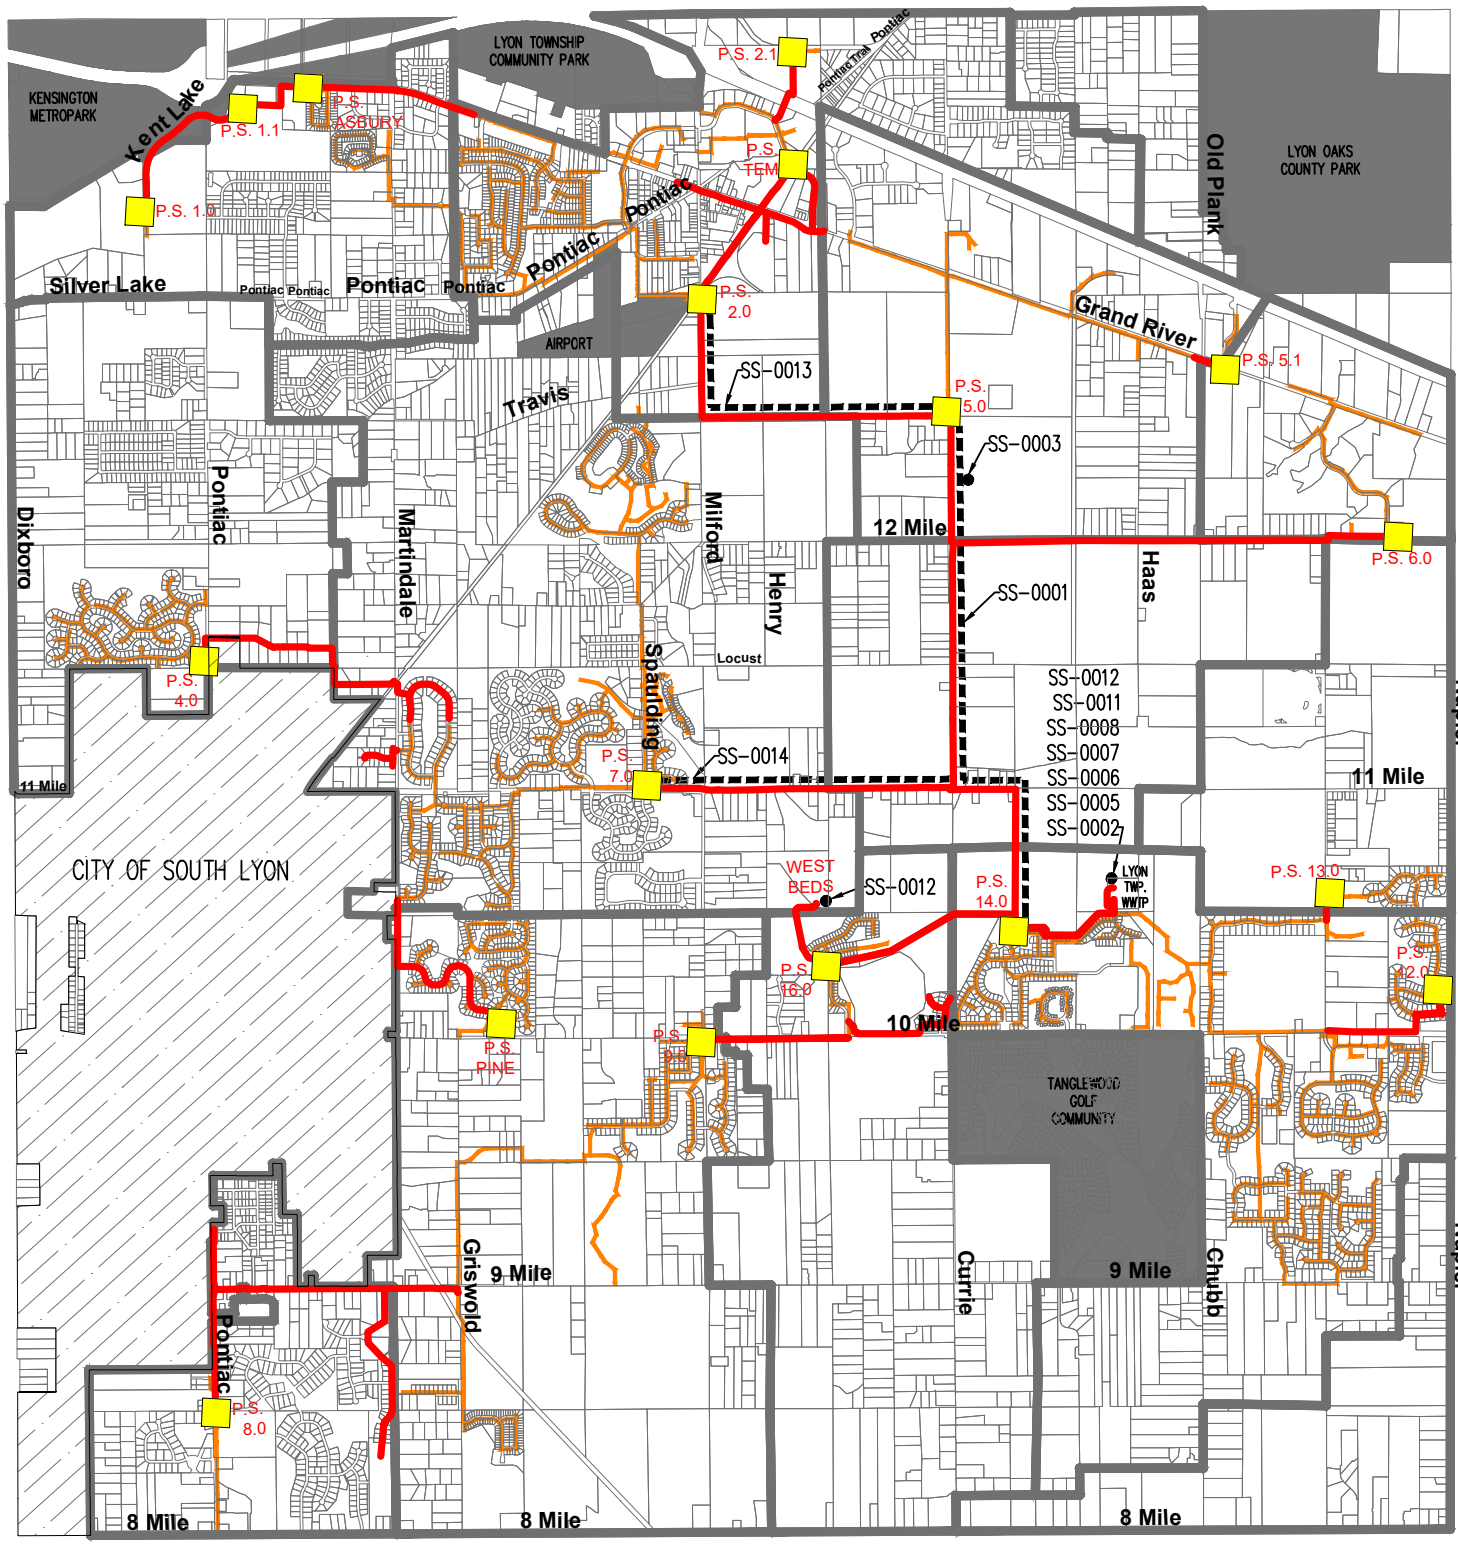 LYON TOWNSHIP
COMMUNITY PARK
Pontiac Trail
Pontiac
P.S. 2.1
KENSINGTON
METROPARK
Kent Lake
P.S. 1.1
P.S.
ASBURY
P.S.
TEM
Old Plank
LYON OAKS
COUNTY PARK
P.S. 1.0
Pontiac
Pontiac
Silver Lake
Pontiac
Pontiac
Pontiac
Pontiac
P.S.
2.0
Grand River
AIRPORT
P.S. 5.1
SS-0013
Travis
P.S.
5.0
SS-0003
Dixboro
Pontiac
Martindale
Milford
12 Mile
P.S. 6.0
Henry
Haas
SS-0001
Spaulding
Locust
P.S.
4.0
SS-0012
SS-0011
SS-0008
SS-0007
SS-0006
SS-0005
SS-0002
P.S.
7.0
SS-0014
11 Mile
11 Mile
CITY OF SOUTH LYON
WEST
BEDS
SS-0012
P.S.
14.0
LYON
TWP.
WWTP
P.S. 13.0
P.S.
16.0
P.S.
12.0
10 Mile
P.S.
PINE
P.S.
9.0
TANGLEWOOD
GOLF
COMMUNITY
Griswold
9 Mile
Currie
9 Mile
Chubb
Pontiac
P.S.
8.0
8 Mile
8 Mile
8 Mile